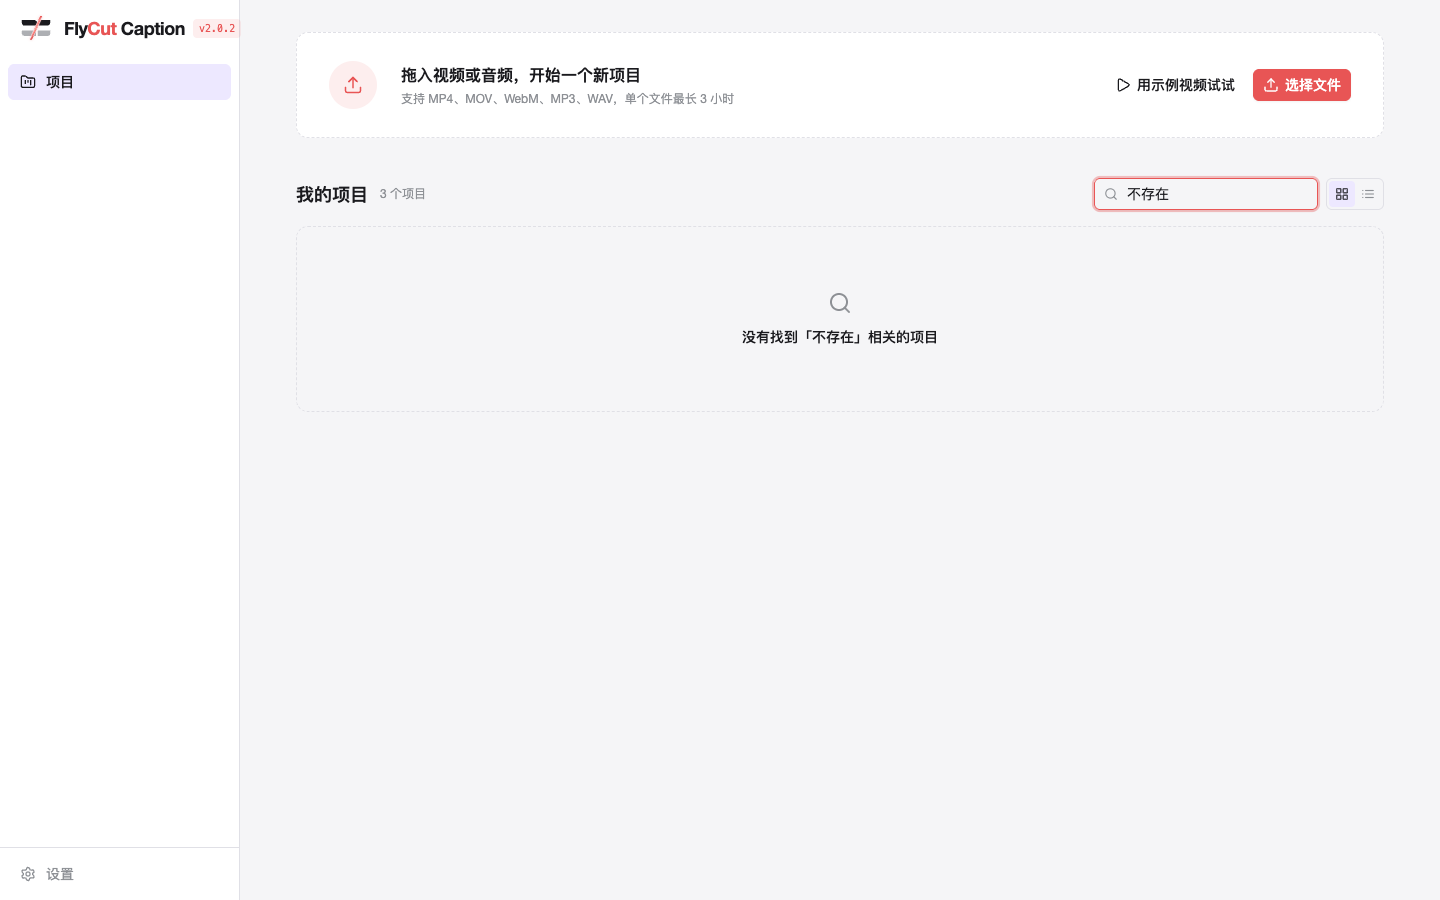 FlyCut Caption v2.0.2
项目
拖入视频或音频，开始一个新项目
支持 MP4、MOV、WebM、MP3、WAV，单个文件最长 3 小时
用示例视频试试
选择文件
我的项目
3 个项目
不存在
没有找到「不存在」相关的项目
设置